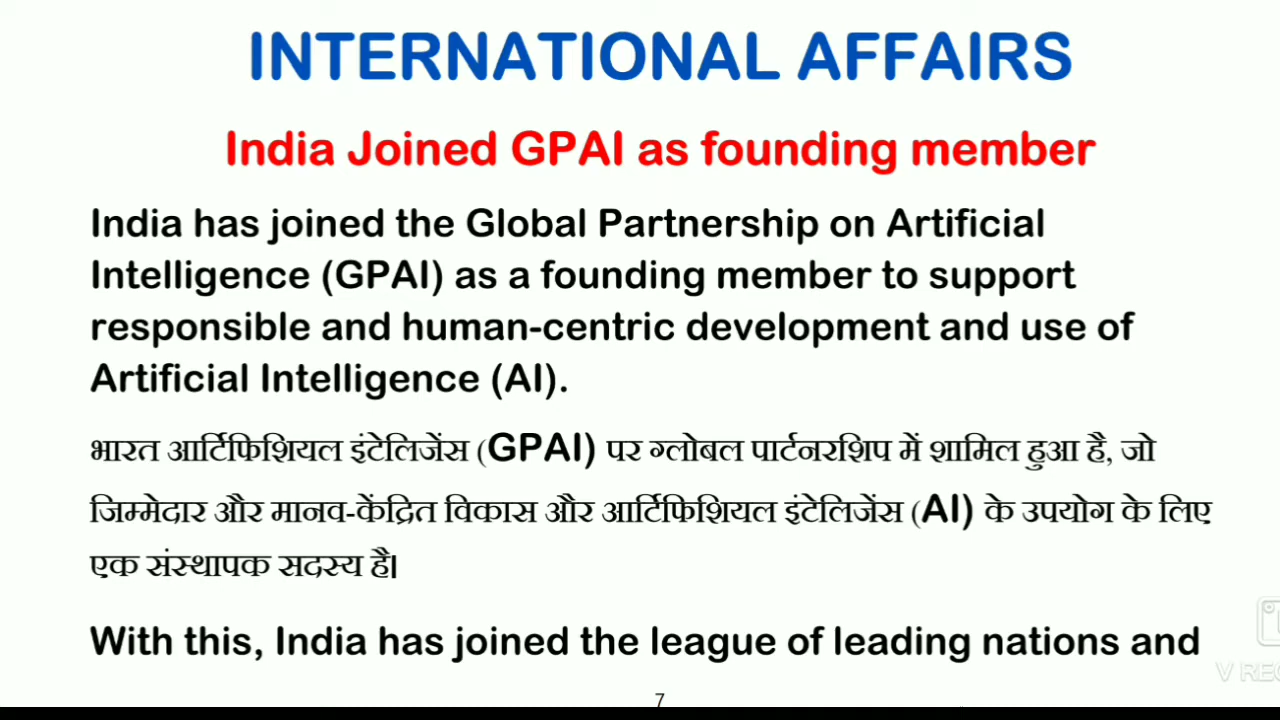 INTERNATIONAL AFFAIRS
India Joined GPAI as founding member
India has joined the Global Partnership on Artificial
Intelligence (GPAI) as a founding member to support
responsible and human-centric development and use of
Artificial Intelligence (AI).
भारत आर्टिफिशियल इंटेलिजेंस (GPAI) पर ग्लोबल पार्टनरशिप में शामिल हुआ है, जो
जिम्मेदार और मानव-केंद्रित विकास और आर्टिफिशियल इंटेलिजेंस (AI) के उपयोग के लिए
एक संस्थापक सदस्य है।
With this, India has joined the league of leading nations and
V REC
7